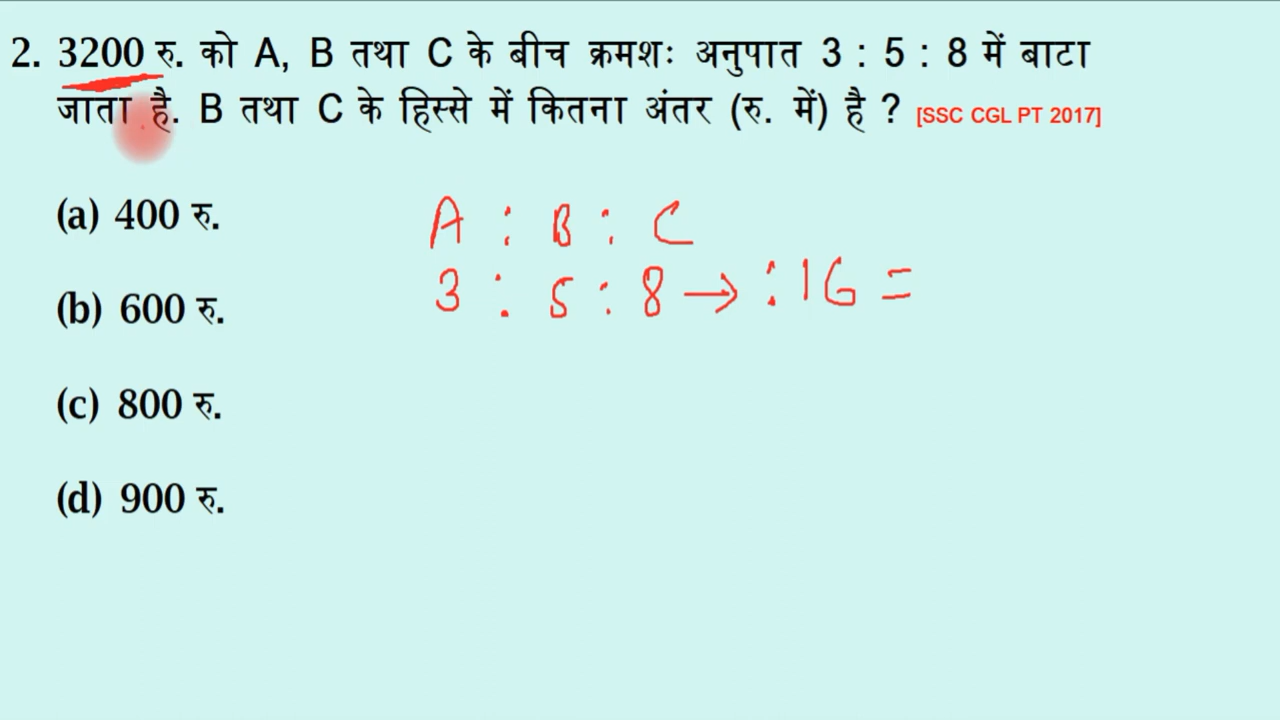 2. 3200 रु. को A, B तथा C के बीच क्रमशः अनुपात 3 : 5 : 8 में बाटा
जाता है. B तथा C के हिस्से में कितना अंतर (रु. में) है ? [SSC CGL PT 2017]
(a) 400 रु.
(b) 600 रु.
(c) 800 रु.
(d) 900 रु.
A : B : C
3 : 5 : 8 → : 16 =